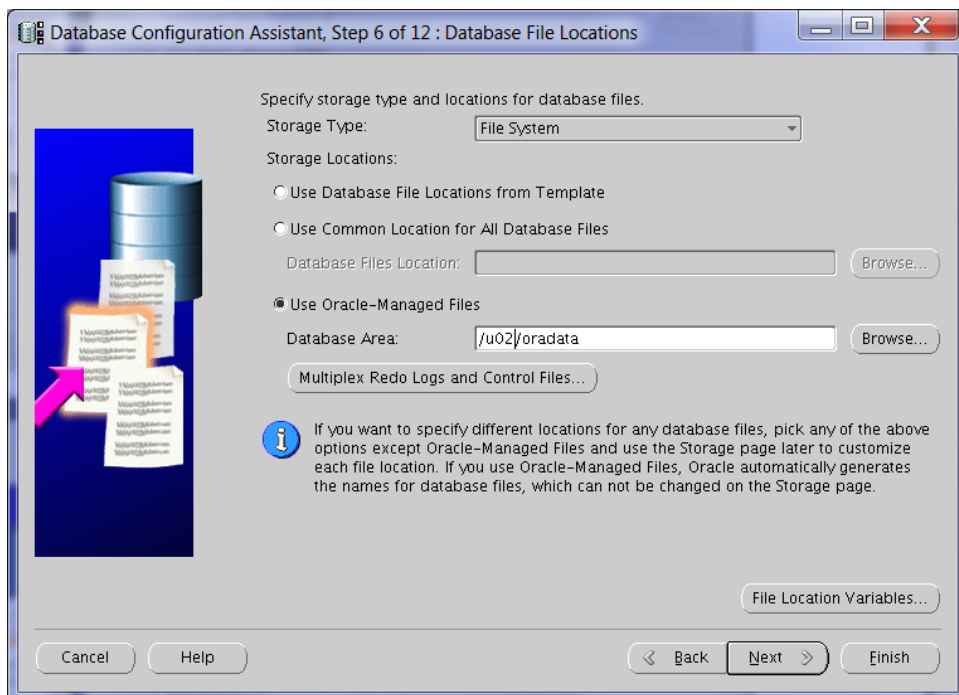 Database Configuration Assistant, Step 6 of 12 : Database File Locations
Specify storage type and locations for database files.
Storage Type:
File System
Storage Locations:
Use Database File Locations from Template
Use Common Location for All Database Files
Database Files Location:
Browse...
Use Oracle-Managed Files
Database Area:
/u02/oradata
Browse...
Multiplex Redo Logs and Control Files...
If you want to specify different locations for any database files, pick any of the above
options except Oracle-Managed Files and use the Storage page later to customize
each file location. If you use Oracle-Managed Files, Oracle automatically generates
the names for database files, which can not be changed on the Storage page.
File Location Variables...
Cancel
Help
Back
Next
Finish